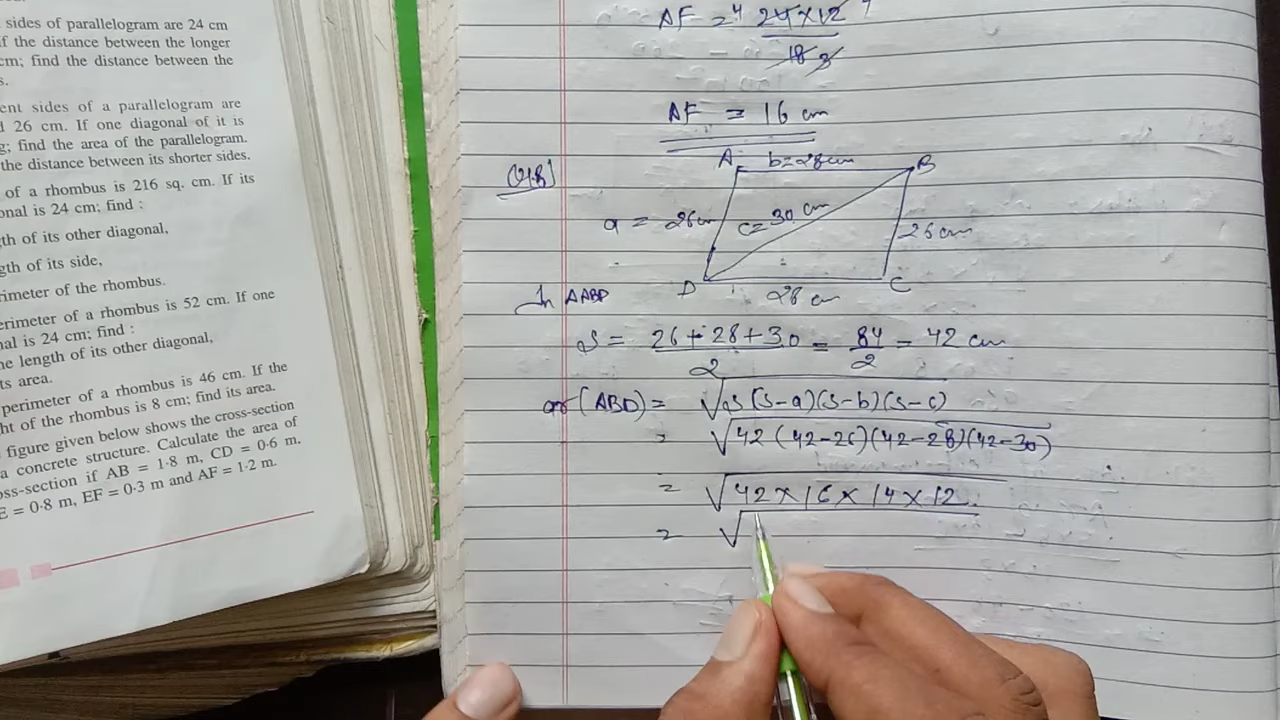 sides of parallelogram are 24 cm
if the distance between the longer
cm; find the distance between the
s.
ent sides of a parallelogram are
26 cm. If one diagonal of it is
g; find the area of the parallelogram.
the distance between its shorter sides.
of a rhombus is 216 sq. cm. If its
onal is 24 cm; find :
gth of its other diagonal,
gth of its side,
rimeter of the rhombus.
erimeter of a rhombus is 52 cm. If one
nal is 24 cm; find :
he length of its other diagonal,
ts area.
perimeter of a rhombus is 46 cm. If the
ht of the rhombus is 8 cm; find its area.
figure given below shows the cross-section
a concrete structure. Calculate the area of
oss-section if AB = 1·8 m, CD = 0·6 m,
E = 0·8 m, EF = 0·3 m and AF = 1·2 m.
AF = 4 24×12
18 3
AF = 16 cm
A b=28cm B
Q18]
a = 26cm c=30 cm 26cm
D 28 cm C
In ΔABD
S = 26+28+30 = 84 = 42 cm
2 2
ar(ABD) = √S(S-a)(S-b)(S-c)
= √42(42-26)(42-28)(42-30)
= √42×16×14×12
= √